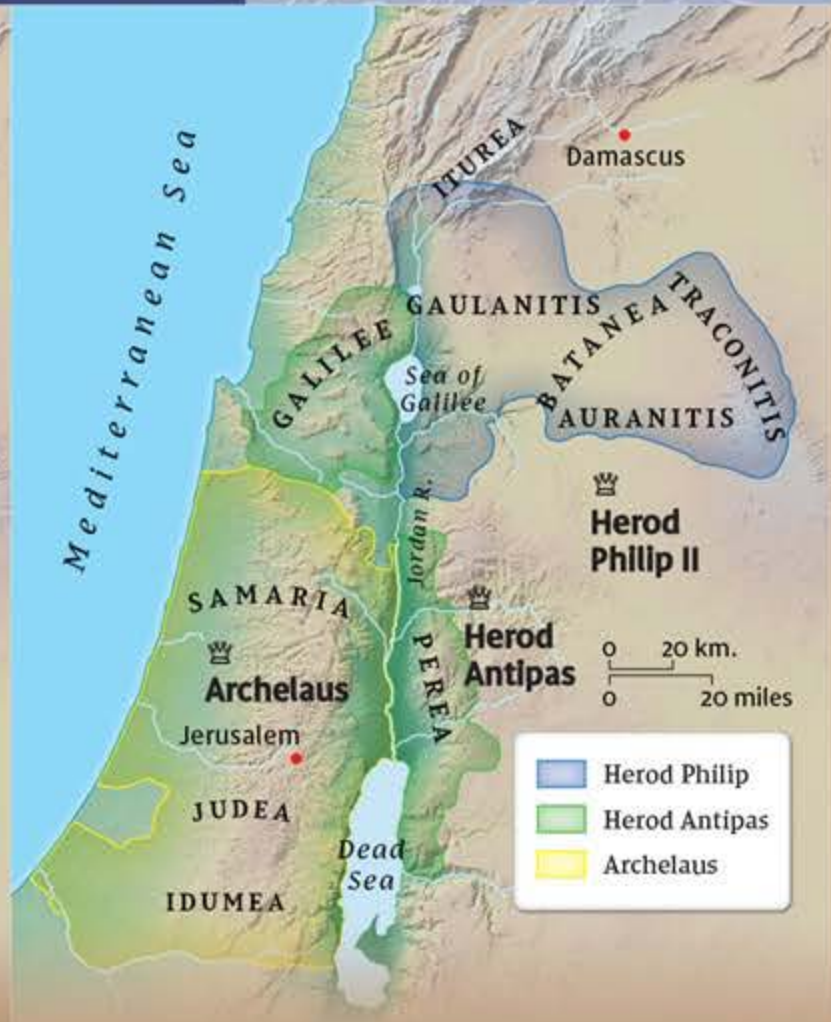 Mediterranean Sea
ITUREA
Damascus
GAULANITIS
BATANEA
TRACONITIS
GALILEE
Sea of
Galilee
AURANITIS
Herod
Philip II
Jordan R.
SAMARIA
Herod
Antipas
PEREA
0 20 km.
0 20 miles
Archelaus
Jerusalem
JUDEA
Dead
Sea
IDUMEA
Herod Philip
Herod Antipas
Archelaus